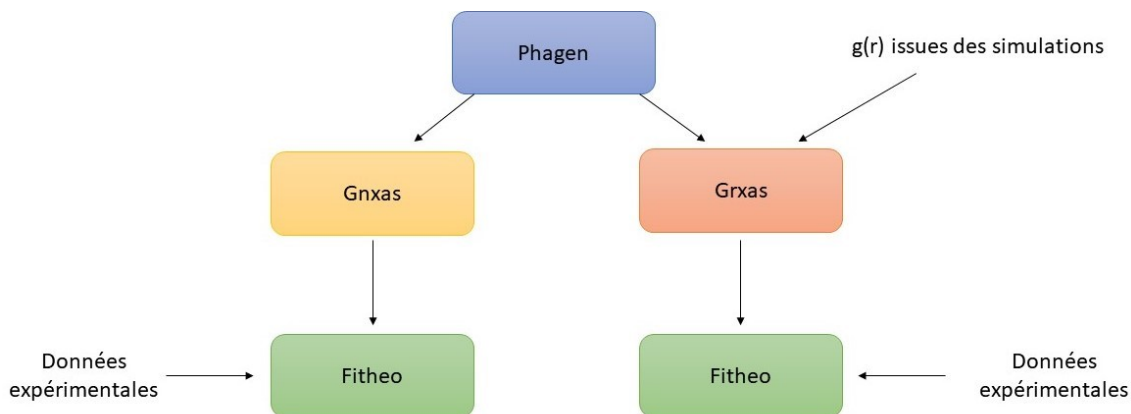 Phagen
g(r) issues des simulations
Gnxas
Grxas
Données
expérimentales
Fitheo
Fitheo
Données
expérimentales